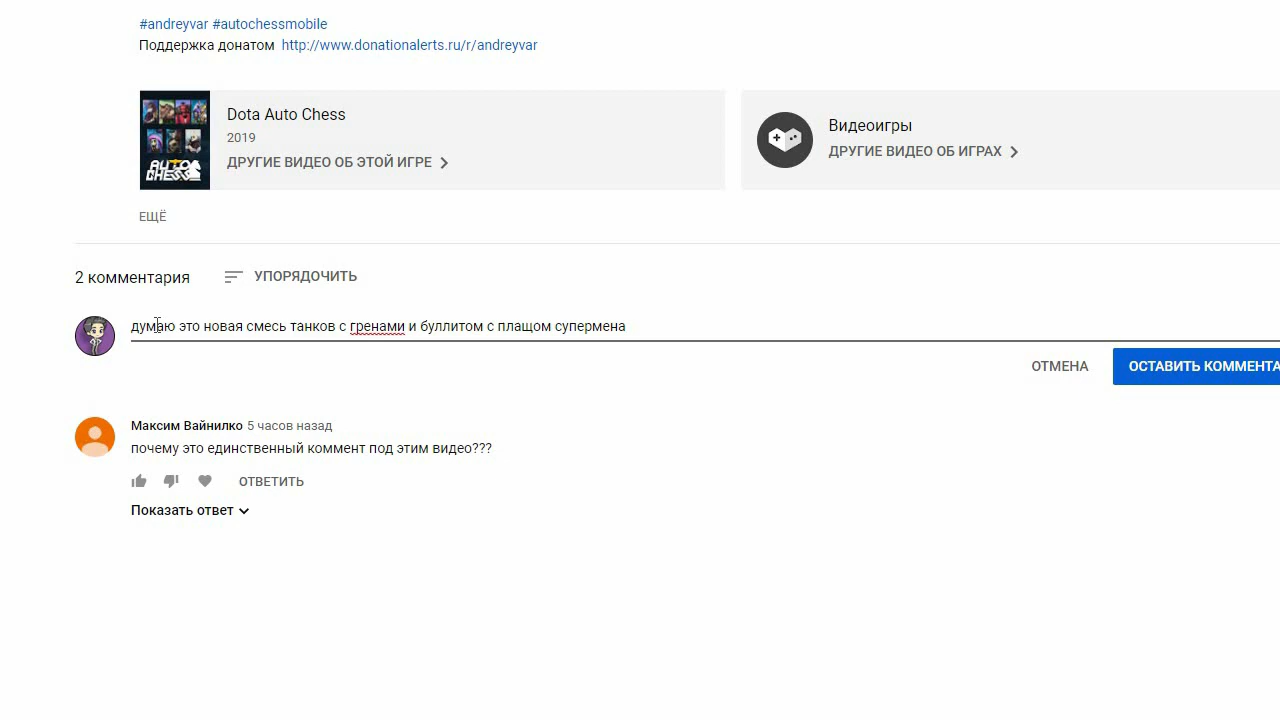 #andreyvar #autochessmobile
Поддержка донатом http://www.donationalerts.ru/r/andreyvar
AUTO
CHESS
Dota Auto Chess
2019
ДРУГИЕ ВИДЕО ОБ ЭТОЙ ИГРЕ
Видеоигры
ДРУГИЕ ВИДЕО ОБ ИГРАХ
ЕЩЁ
2 комментария
УПОРЯДОЧИТЬ
думаю это новая смесь танков с гренами и буллитом с плащом супермена
ОТМЕНА
ОСТАВИТЬ КОММЕНТА
Максим Вайнилко 5 часов назад
почему это единственный коммент под этим видео???
ОТВЕТИТЬ
Показать ответ